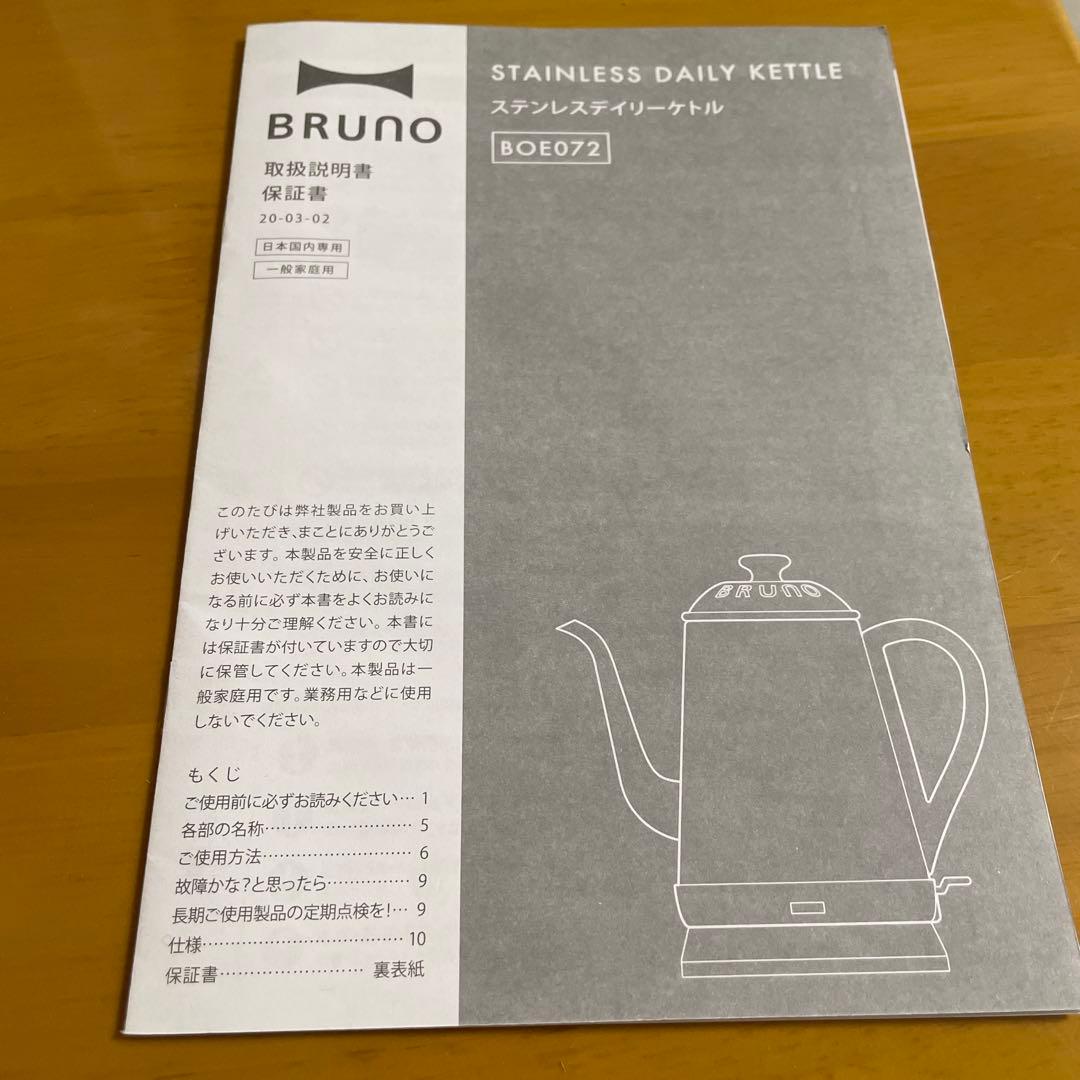 BRUNO
取扱説明書
保証書
20-03-02
日本国内専用
一般家庭用
STAINLESS DAILY KETTLE
ステンレスデイリーケトル
BOE072
このたびは弊社製品をお買い上
げいただき、まことにありがとうご
ざいます。本製品を安全に正しく
お使いいただくために、お使いに
なる前に必ず本書をよくお読みに
なり十分ご理解ください。本書に
は保証書が付いていますので大切
に保管してください。本製品は一
般家庭用です。業務用などに使用
しないでください。
もくじ
ご使用前に必ずお読みください… 1
各部の名称……………………… 5
ご使用方法……………………… 6
故障かな?と思ったら…………… 9
長期ご使用製品の定期点検を!… 9
仕様………………………………… 10
保証書……………………… 裏表紙
BRUNO